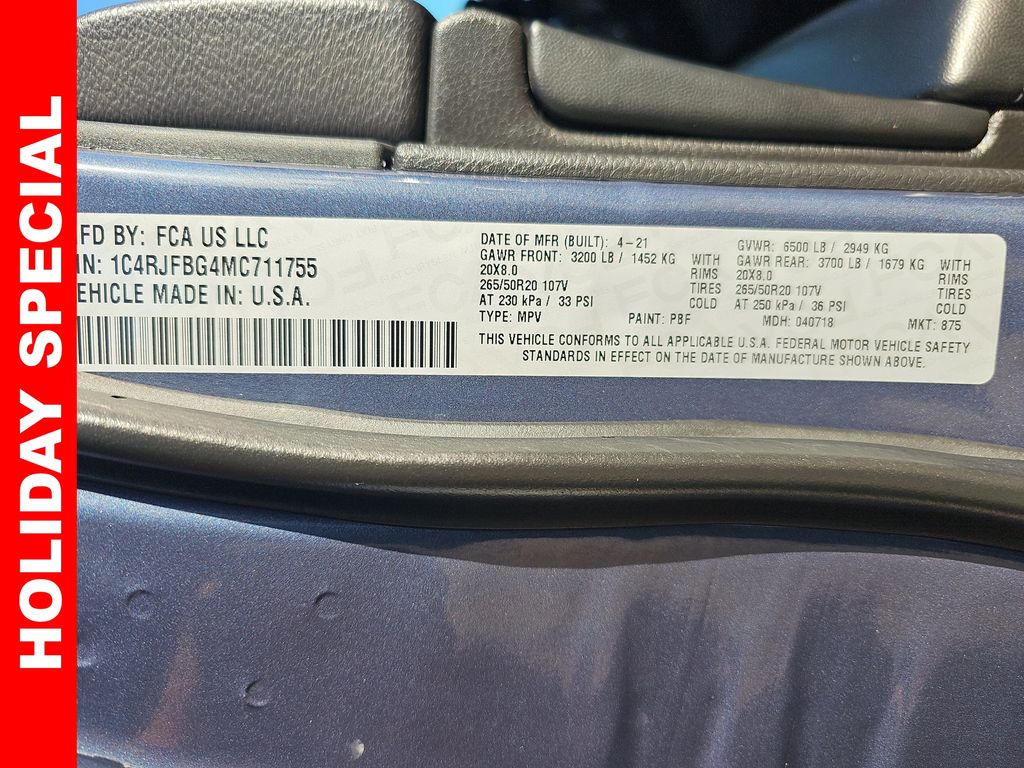 HOLIDAY SPECIAL
FD BY: FCA US LLC
IN: 1C4RJFBG4MC711755
EHICLE MADE IN: U.S.A.
DATE OF MFR (BUILT): 4-21
GAWR FRONT: 3200 LB / 1452 KG WITH
20X8.0 RIMS
265/50R20 107V TIRES
AT 230 kPa / 33 PSI COLD
TYPE: MPV PAINT: PBF
GVWR: 6500 LB / 2949 KG
GAWR REAR: 3700 LB / 1679 KG WITH
20X8.0 RIMS
265/50R20 107V TIRES
AT 250 kPa / 36 PSI COLD
MDH: 040718 MKT: 875
THIS VEHICLE CONFORMS TO ALL APPLICABLE U.S.A. FEDERAL MOTOR VEHICLE SAFETY
STANDARDS IN EFFECT ON THE DATE OF MANUFACTURE SHOWN ABOVE.